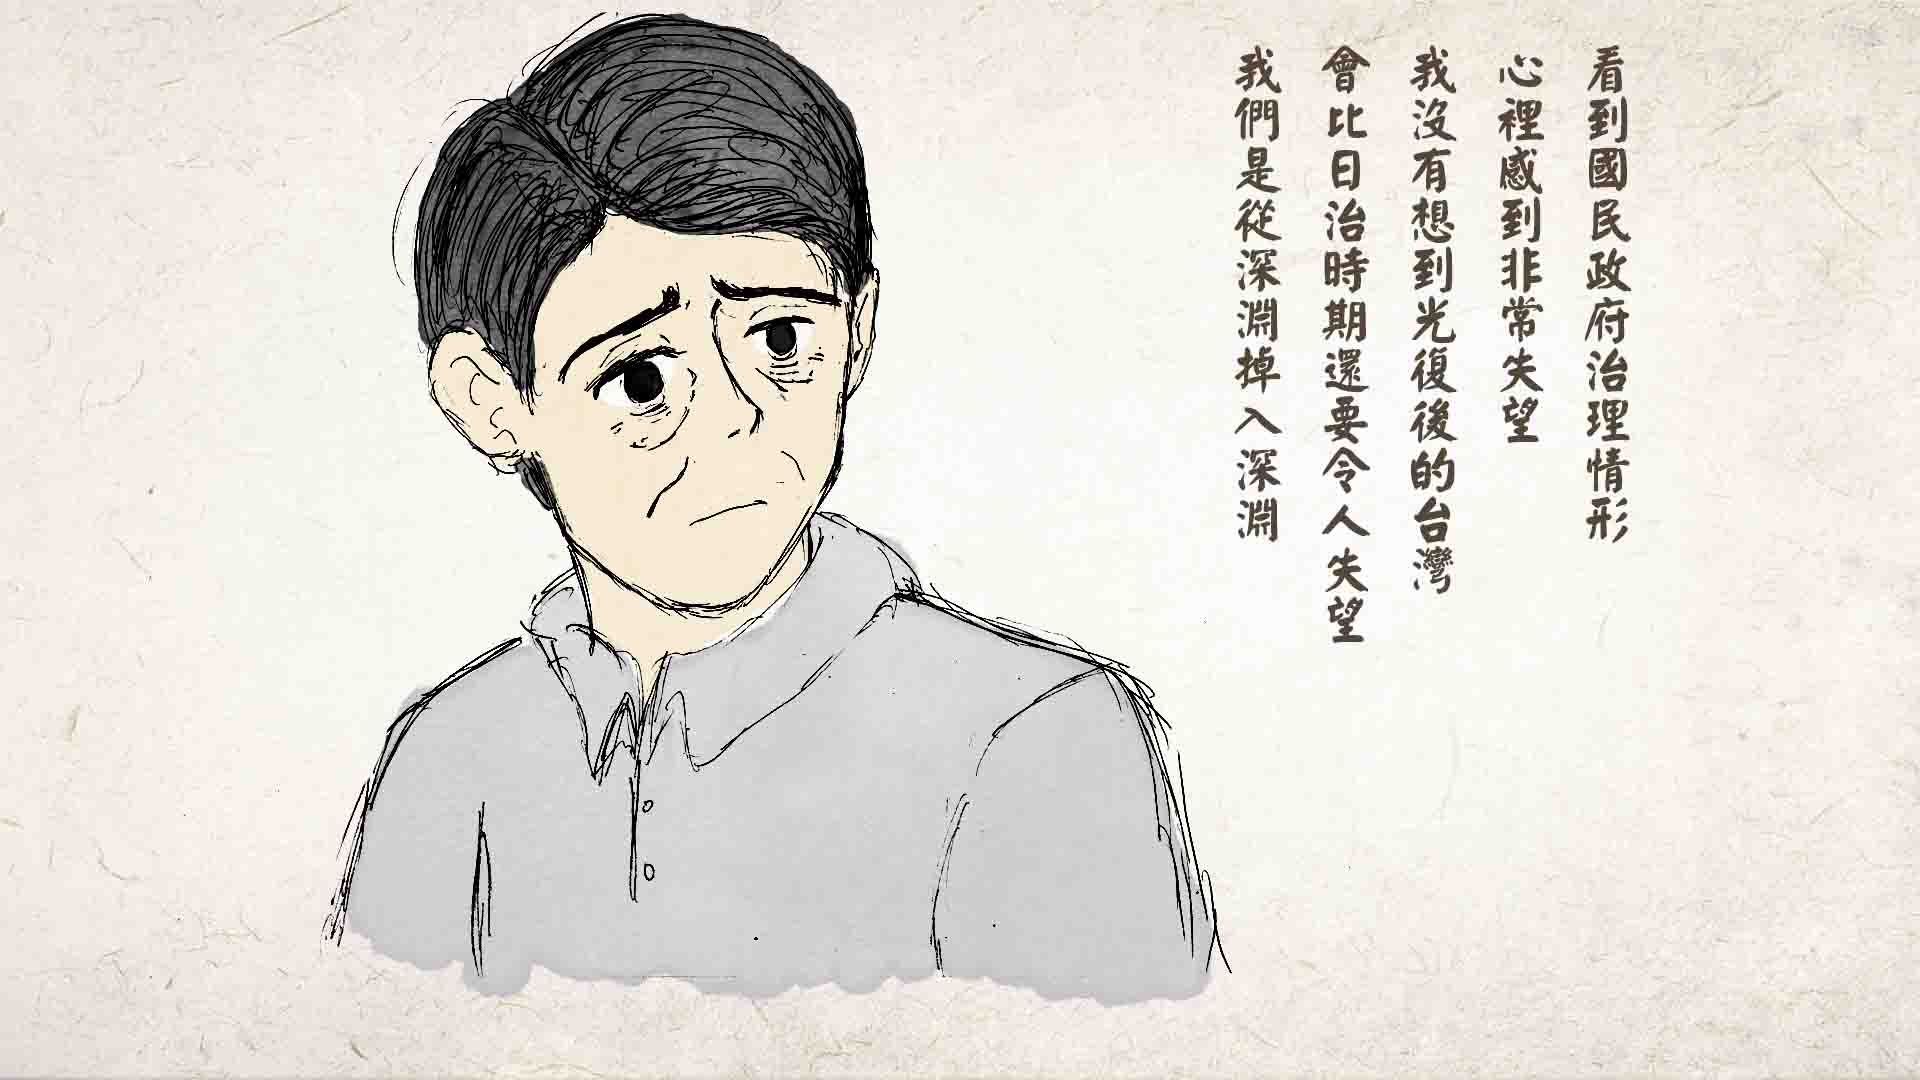 看到國民政府治理情形
心裡感到非常失望
我沒有想到光復後的台灣
會比日治時期還要令人失望
我們是從深淵掉入深淵